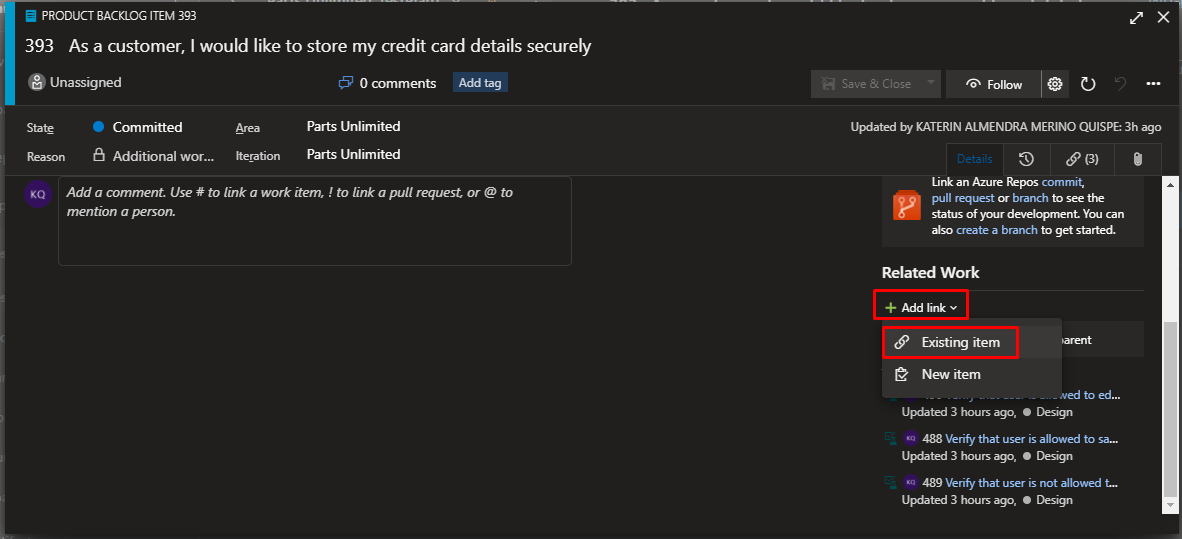 PRODUCT BACKLOG ITEM 393
393 As a customer, I would like to store my credit card details securely
Unassigned
0 comments
Add tag
Save & Close
Follow
State
Committed
Area
Parts Unlimited
Updated by KATERIN ALMENDRA MERINO QUISPE: 3h ago
Reason
Additional wor...
Iteration
Parts Unlimited
Details
(3)
KQ
Add a comment. Use # to link a work item, ! to link a pull request, or @ to
mention a person.
Link an Azure Repos commit,
pull request or branch to see the
status of your development. You can
also create a branch to get started.
Related Work
+ Add link
Existing item
arent
New item
Verify that user is allowed to ed...
Updated 3 hours ago, Design
KQ 488 Verify that user is allowed to sa...
Updated 3 hours ago, Design
KQ 489 Verify that user is not allowed t...
Updated 3 hours ago, Design